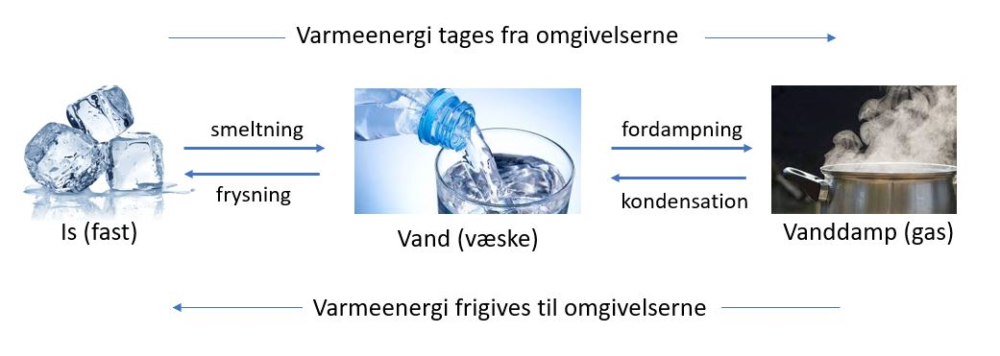 Varmeenergi tages fra omgivelserne
smeltning
fordampning
frysning
kondensation
Is (fast)
Vand (væske)
Vanddamp (gas)
Varmeenergi frigives til omgivelserne